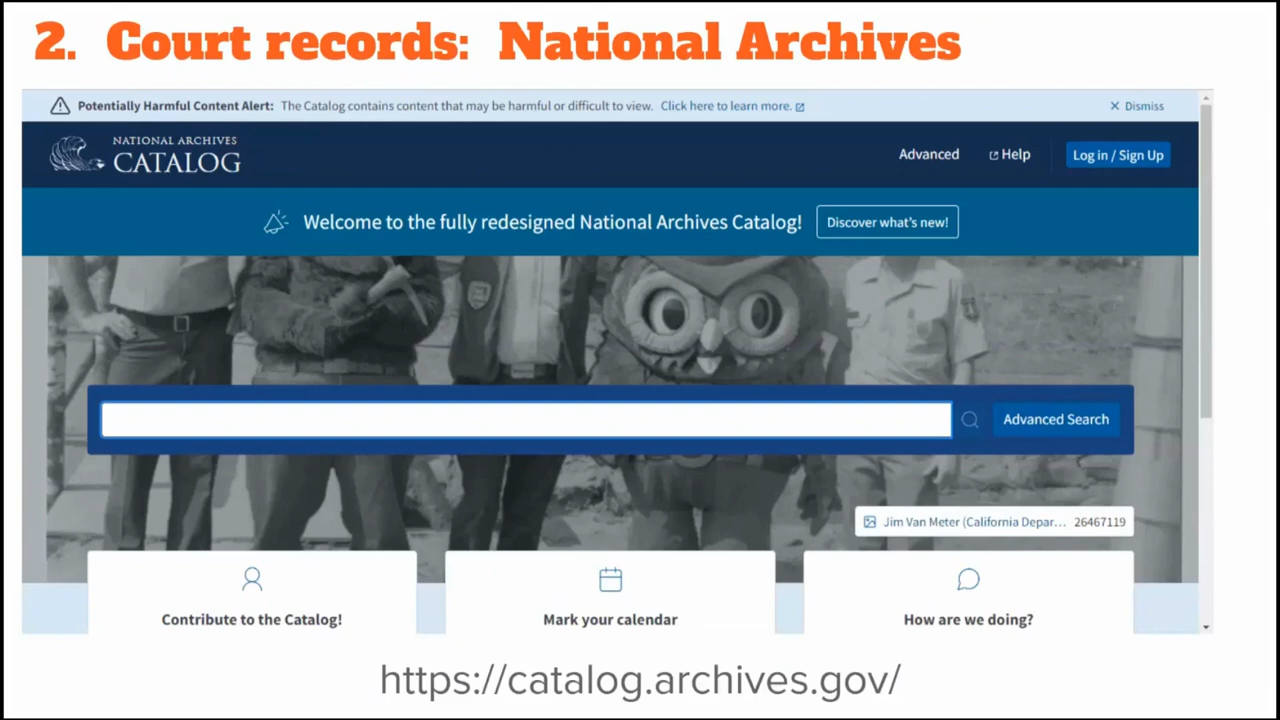 2. Court records: National Archives
Potentially Harmful Content Alert: The Catalog contains content that may be harmful or difficult to view. Click here to learn more. Dismiss
NATIONAL ARCHIVES
CATALOG
Advanced Help Log in / Sign Up
Welcome to the fully redesigned National Archives Catalog! Discover what's new!
Advanced Search
Jim Van Meter (California Depar... 26467119
Contribute to the Catalog! Mark your calendar How are we doing?
https://catalog.archives.gov/